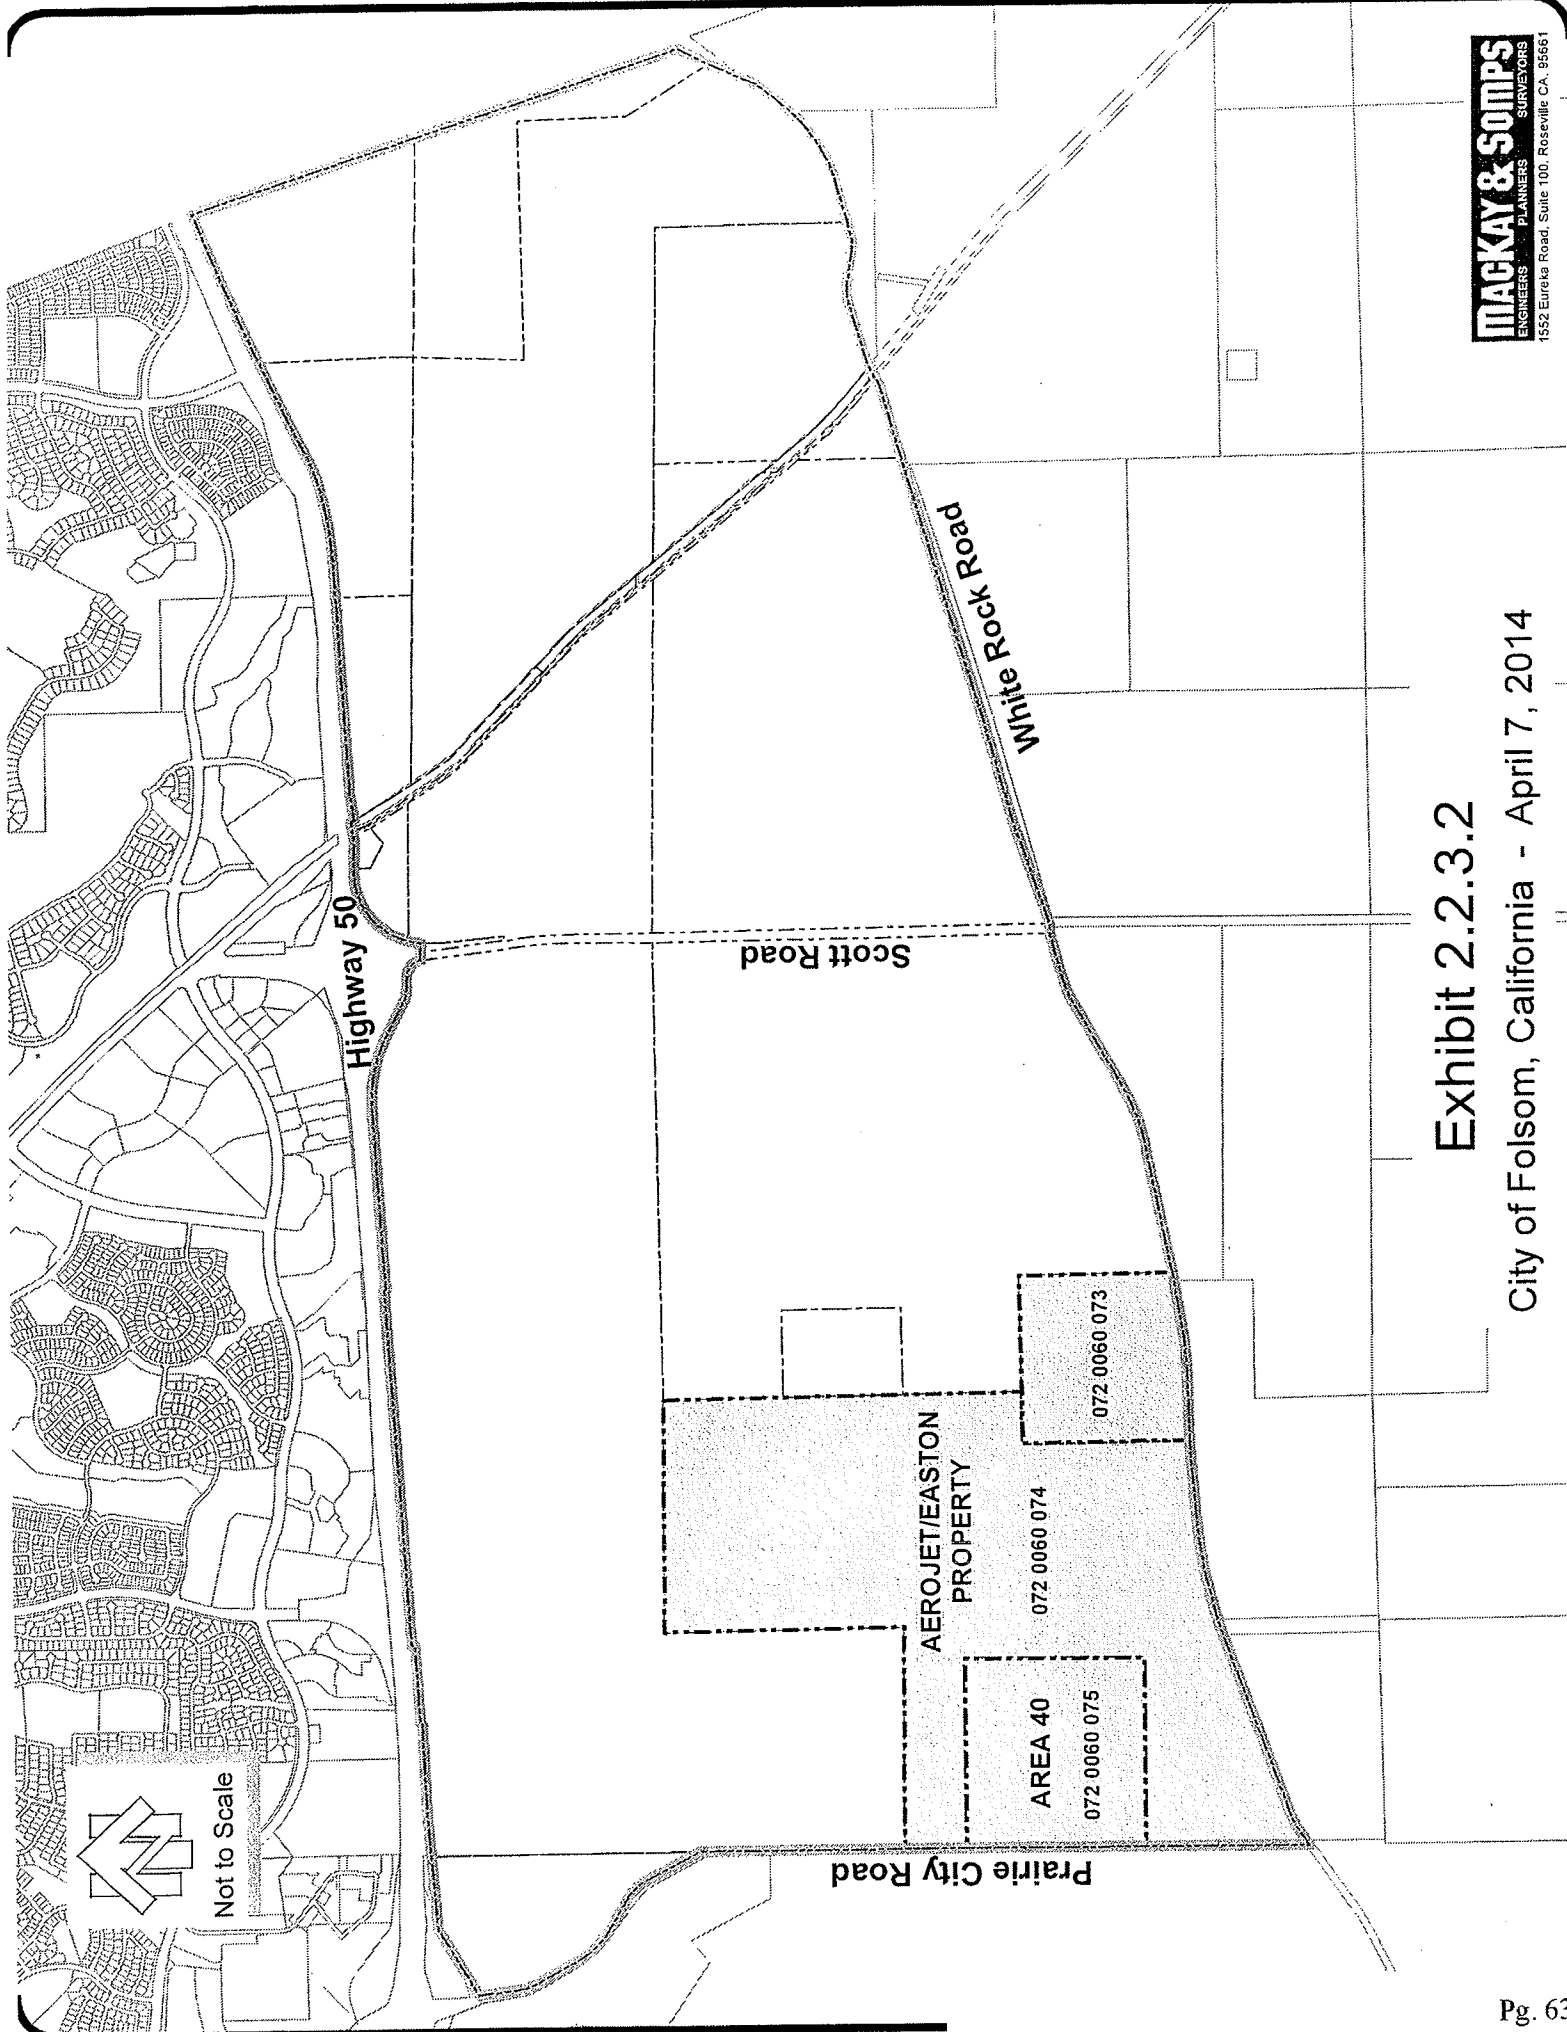 Not to Scale
Highway 50
Scott Road
White Rock Road
Prairie City Road
AEROJET/EASTON
PROPERTY
072 0060 074
072 0060 073
AREA 40
072 0060 075
Exhibit 2.2.3.2
City of Folsom, California - April 7, 2014
MACKAY & SOMPS
ENGINEERS PLANNERS SURVEYORS
1552 Eureka Road, Suite 100, Roseville CA, 95661
Pg. 63